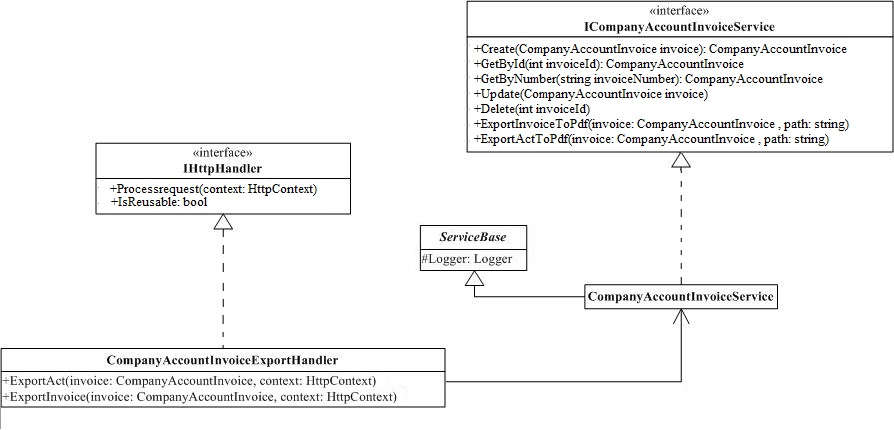 «interface»
ICompanyAccountInvoiceService
+Create(CompanyAccountInvoice invoice): CompanyAccountInvoice
+GetById(int invoiceId): CompanyAccountInvoice
+GetByNumber(string invoiceNumber): CompanyAccountInvoice
+Update(CompanyAccountInvoice invoice)
+Delete(int invoiceId)
+ExportInvoiceToPdf(invoice: CompanyAccountInvoice , path: string)
+ExportActToPdf(invoice: CompanyAccountInvoice , path: string)
«interface»
IHttpHandler
+Processrequest(context: HttpContext)
+IsReusable: bool
ServiceBase
#Logger: Logger
CompanyAccountInvoiceService
CompanyAccountInvoiceExportHandler
+ExportAct(invoice: CompanyAccountInvoice, context: HttpContext)
+ExportInvoice(invoice: CompanyAccountInvoice, context: HttpContext)